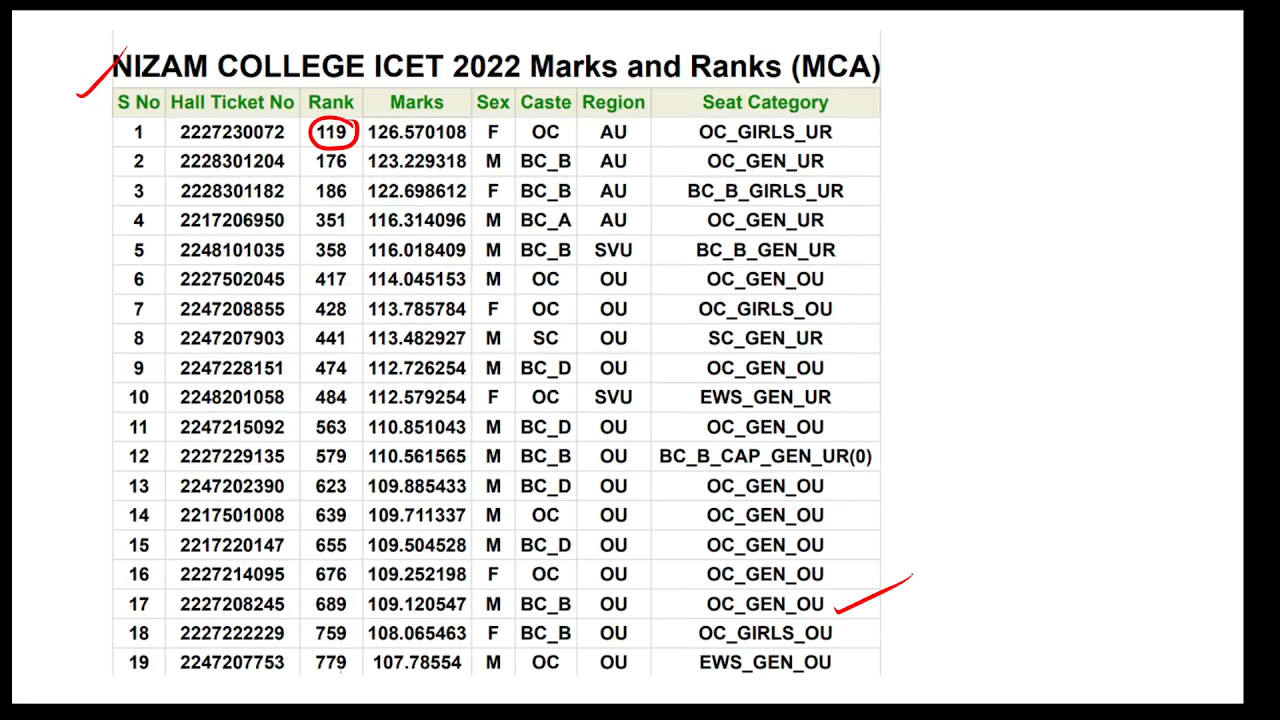 NIZAM COLLEGE ICET 2022 Marks and Ranks (MCA)
S No Hall Ticket No Rank Marks Sex Caste Region Seat Category
1 2227230072 119 126.570108 F OC AU OC_GIRLS_UR
2 2228301204 176 123.229318 M BC_B AU OC_GEN_UR
3 2228301182 186 122.698612 F BC_B AU BC_B_GIRLS_UR
4 2217206950 351 116.314096 M BC_A AU OC_GEN_UR
5 2248101035 358 116.018409 M BC_B SVU BC_B_GEN_UR
6 2227502045 417 114.045153 M OC OU OC_GEN_OU
7 2247208855 428 113.785784 F OC OU OC_GIRLS_OU
8 2247207903 441 113.482927 M SC OU SC_GEN_UR
9 2247228151 474 112.726254 M BC_D OU OC_GEN_OU
10 2248201058 484 112.579254 F OC SVU EWS_GEN_UR
11 2247215092 563 110.851043 M BC_D OU OC_GEN_OU
12 2227229135 579 110.561565 M BC_B OU BC_B_CAP_GEN_UR(0)
13 2247202390 623 109.885433 M BC_D OU OC_GEN_OU
14 2217501008 639 109.711337 M OC OU OC_GEN_OU
15 2217220147 655 109.504528 M BC_D OU OC_GEN_OU
16 2227214095 676 109.252198 F OC OU OC_GEN_OU
17 2227208245 689 109.120547 M BC_B OU OC_GEN_OU
18 2227222229 759 108.065463 F BC_B OU OC_GIRLS_OU
19 2247207753 779 107.78554 M OC OU EWS_GEN_OU